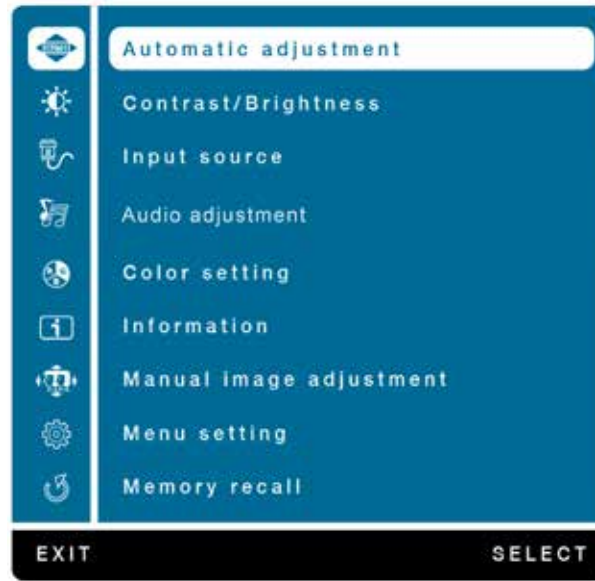 Automatic adjustment
Contrast/Brightness
Input source
Audio adjustment
Color setting
Information
Manual image adjustment
Menu setting
Memory recall
EXIT SELECT